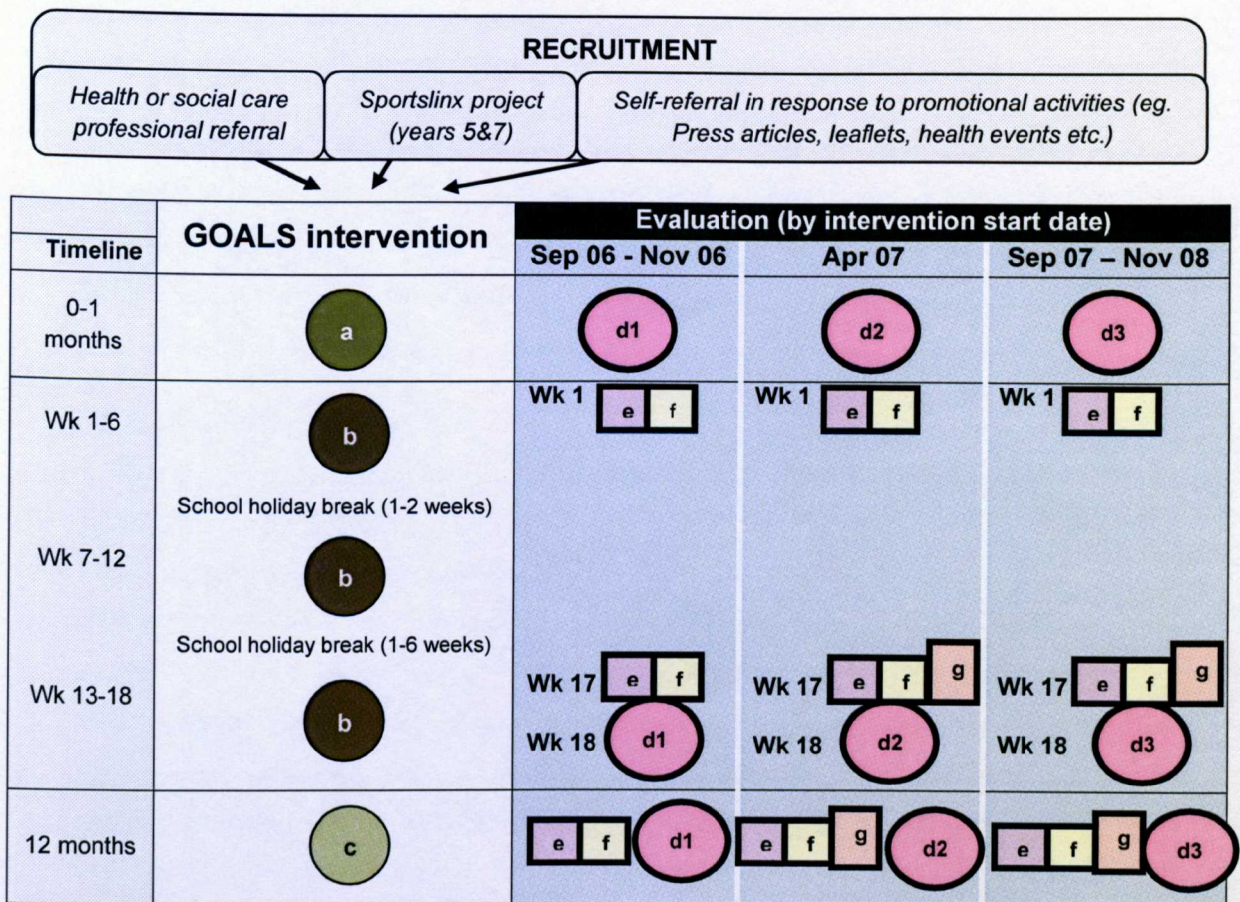 RECRUITMENT
Health or social care
professional referral
Sportslinx project
(years 5&7)
Self-referral in response to promotional activities (eg.
Press articles, leaflets, health events etc.)
Timeline
GOALS intervention
Evaluation (by intervention start date)
Sep 06 - Nov 06
Apr 07
Sep 07 – Nov 08
0-1
months
a
d1
d2
d3
Wk 1-6
b
Wk 1
e
f
Wk 1
e
f
Wk 1
e
f
School holiday break (1-2 weeks)
Wk 7-12
b
School holiday break (1-6 weeks)
Wk 13-18
b
Wk 17
e
f
Wk 17
e
f
g
Wk 17
e
f
g
Wk 18
d1
Wk 18
d2
Wk 18
d3
12 months
c
e
f
d1
e
f
g
d2
e
f
g
d3